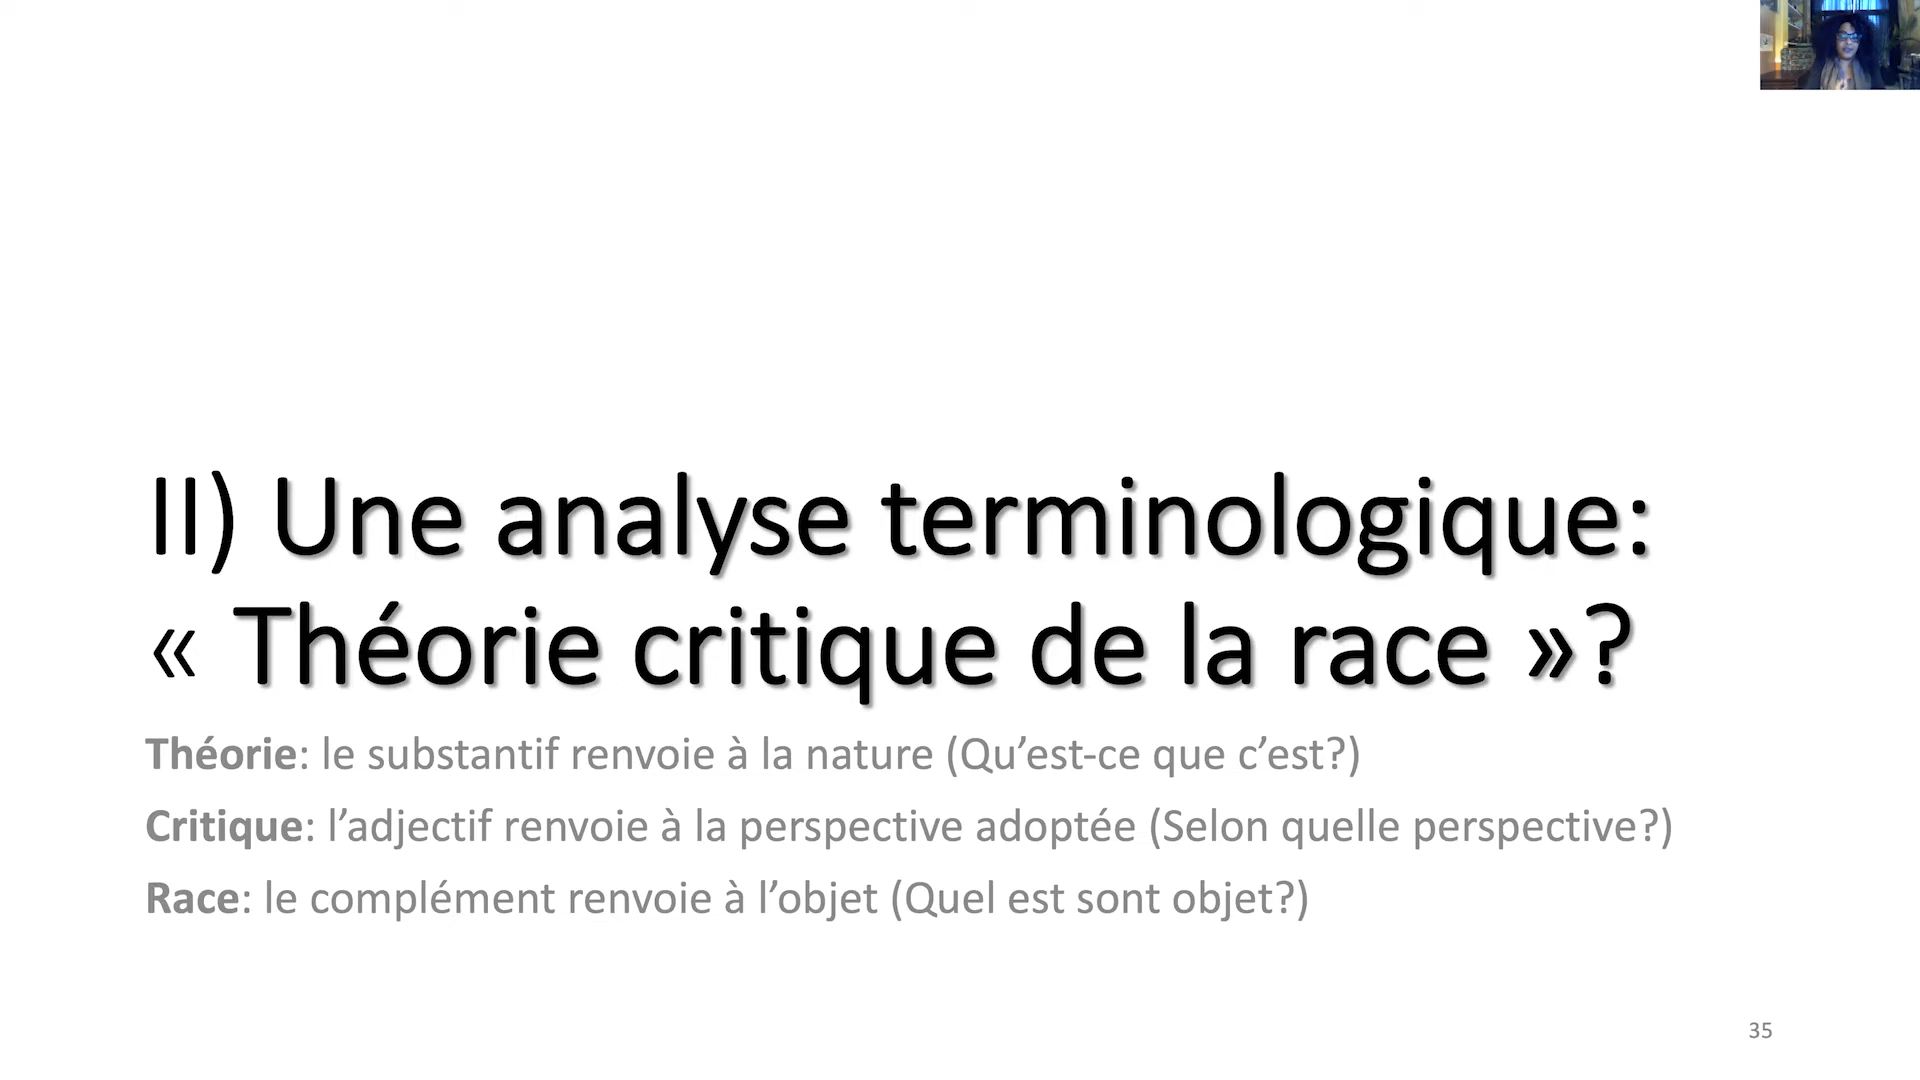 II) Une analyse terminologique:
« Théorie critique de la race »?
Théorie: le substantif renvoie à la nature (Qu’est-ce que c’est?)
Critique: l’adjectif renvoie à la perspective adoptée (Selon quelle perspective?)
Race: le complément renvoie à l’objet (Quel est sont objet?)
35